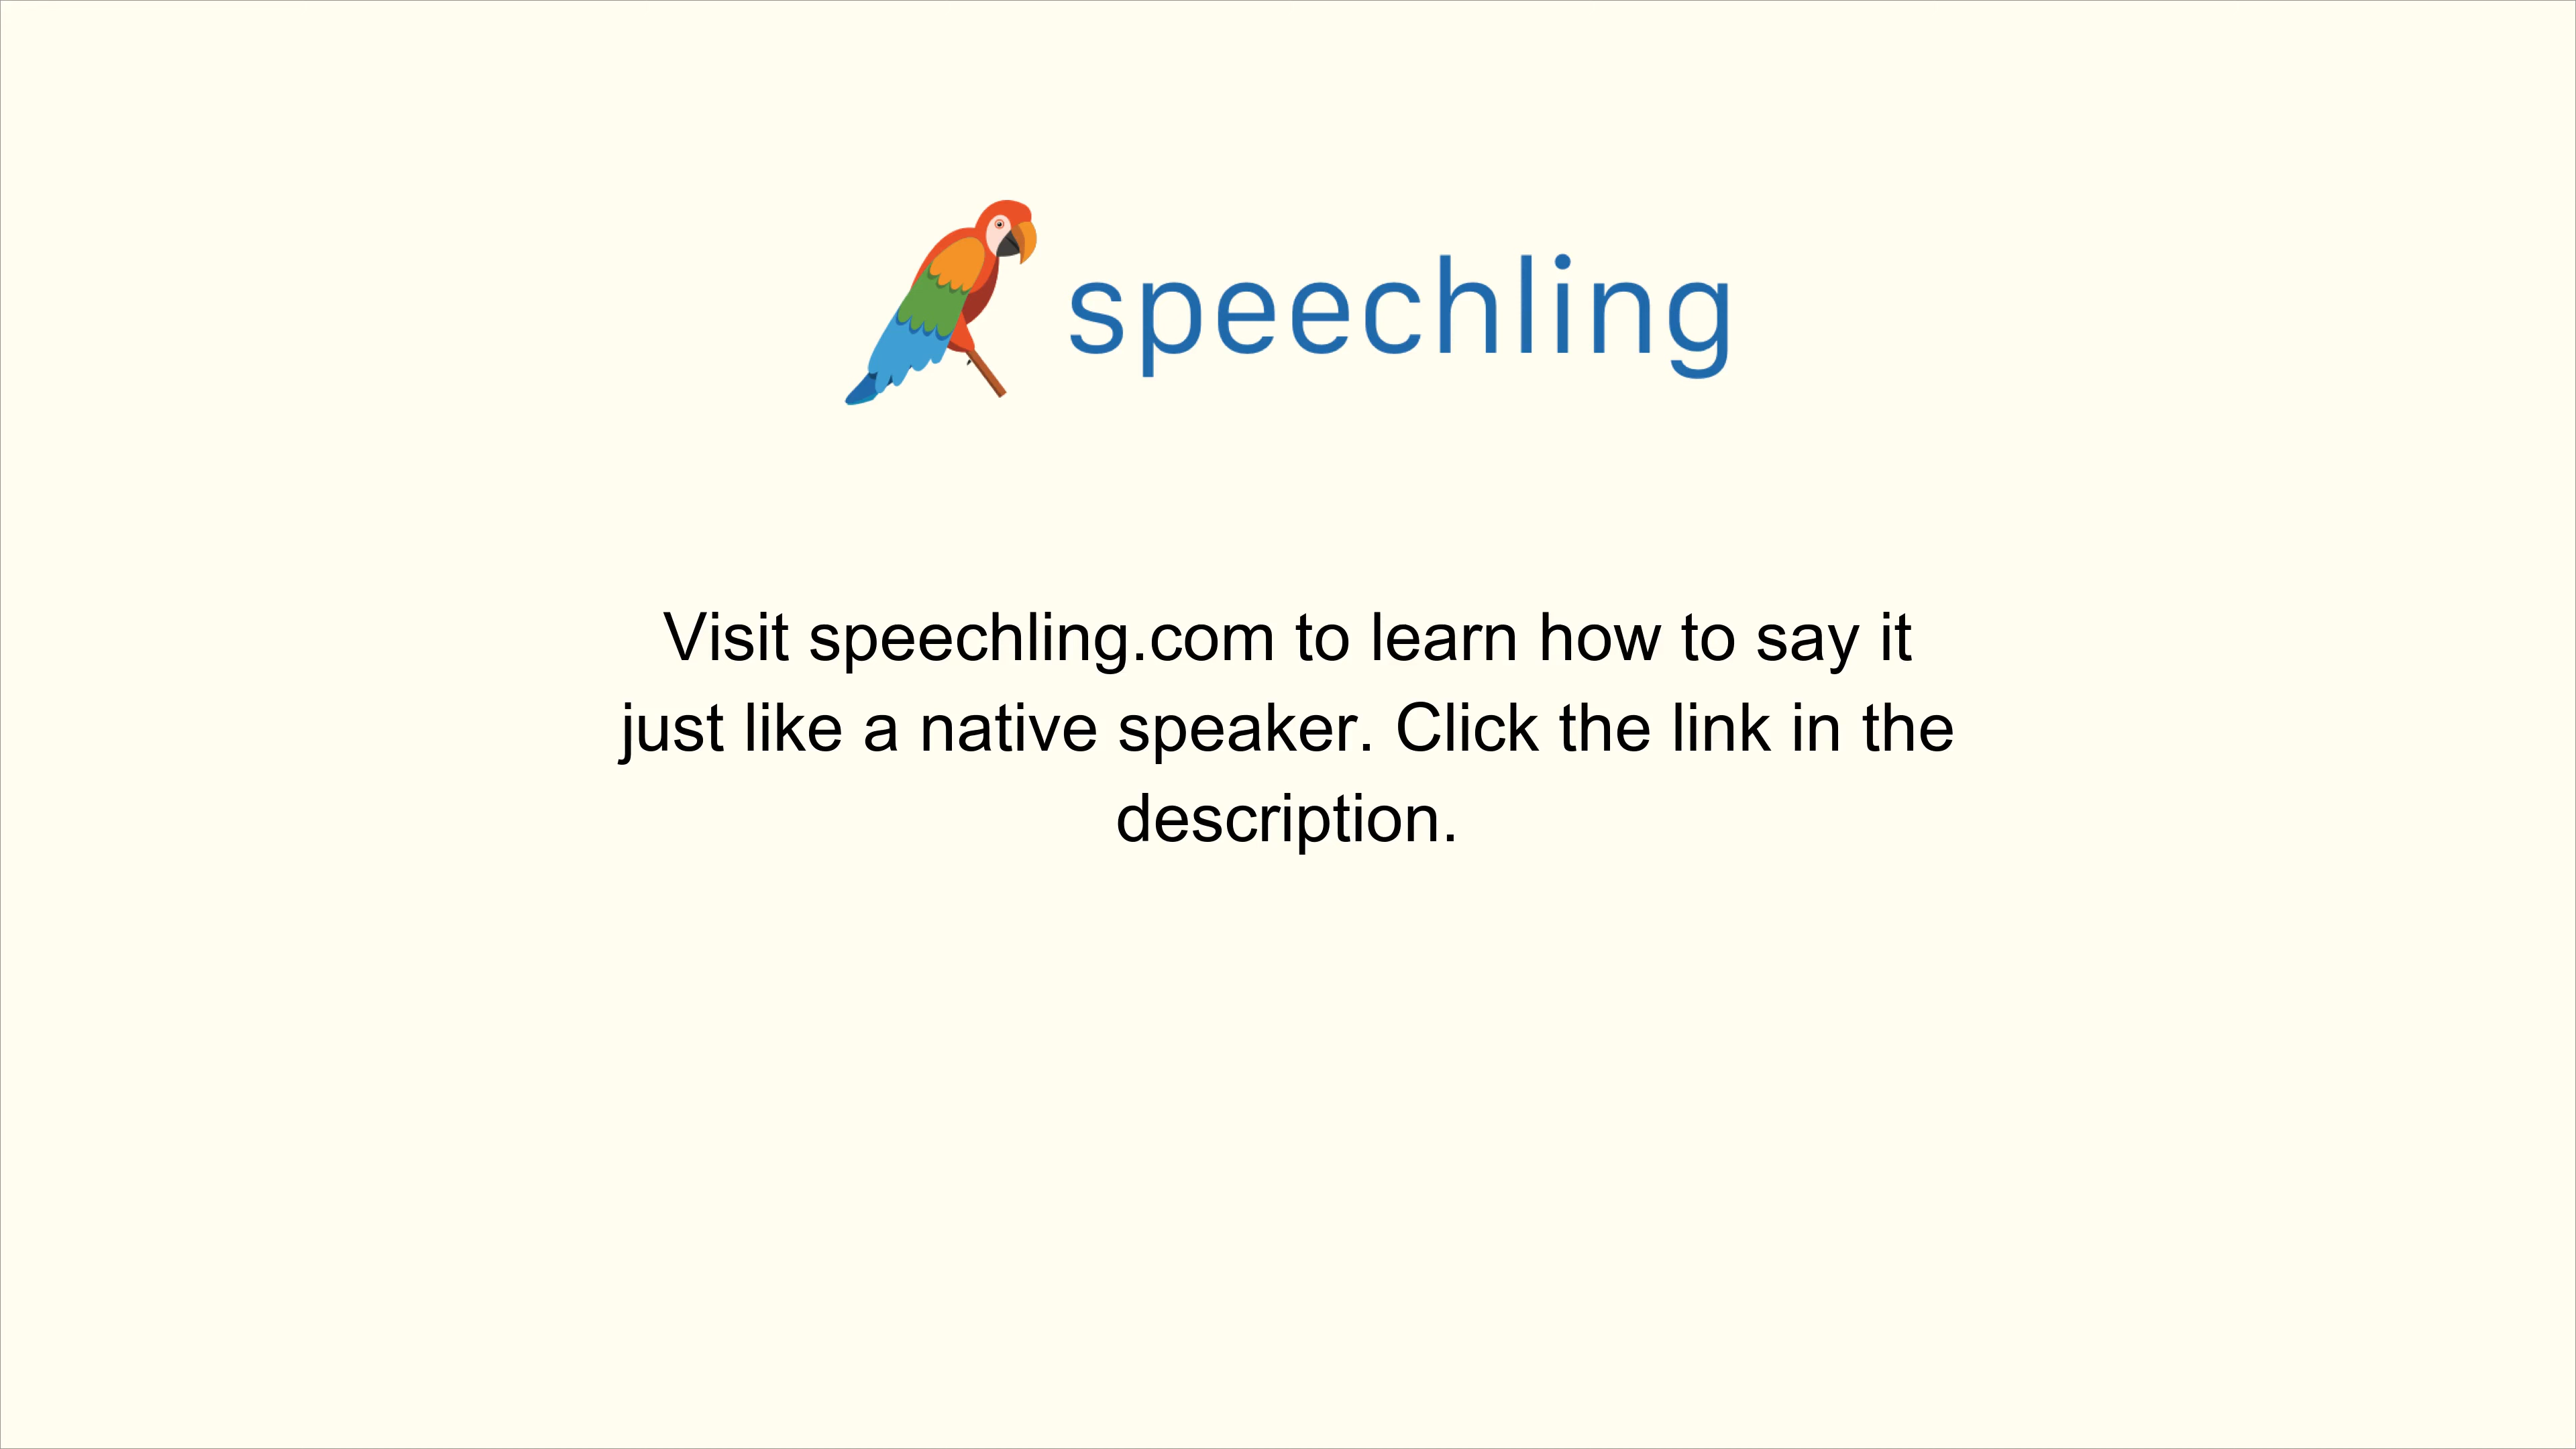 speechling
Visit speechling.com to learn how to say it
just like a native speaker. Click the link in the
description.